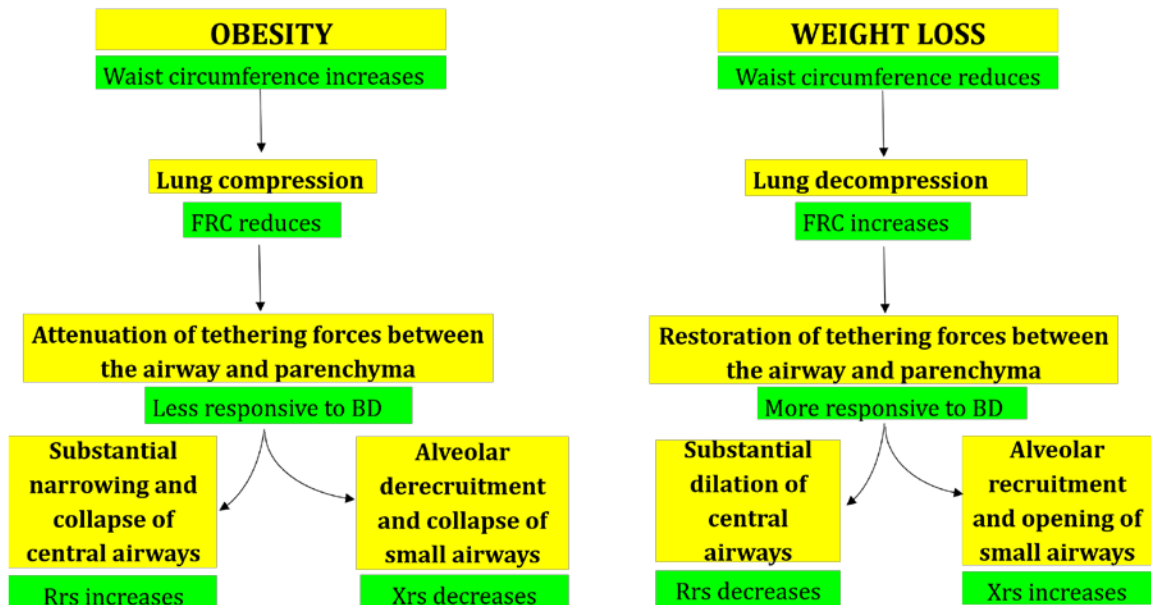 OBESITY
Waist circumference increases
Lung compression
FRC reduces
Attenuation of tethering forces between
the airway and parenchyma
Less responsive to BD
Substantial
narrowing and
collapse of
central airways
Rrs increases
Alveolar
derecruitment
and collapse of
small airways
Xrs decreases
WEIGHT LOSS
Waist circumference reduces
Lung decompression
FRC increases
Restoration of tethering forces between
the airway and parenchyma
More responsive to BD
Substantial
dilation of
central
airways
Rrs decreases
Alveolar
recruitment
and opening of
small airways
Xrs increases